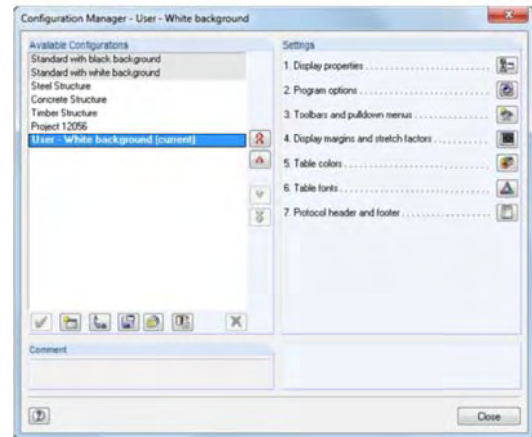 Configuration Manager - User - White background
Available Configurations
Standard with black background
Standard with white background
Steel Structure
Concrete Structure
Timber Structure
Project 12056
User - White background (current)
Settings
1. Display properties
2. Program options
3. Toolbars and pulldown menus
4. Display margins and stretch factors
5. Table colors
6. Table fonts
7. Protocol header and footer
Comment
Close